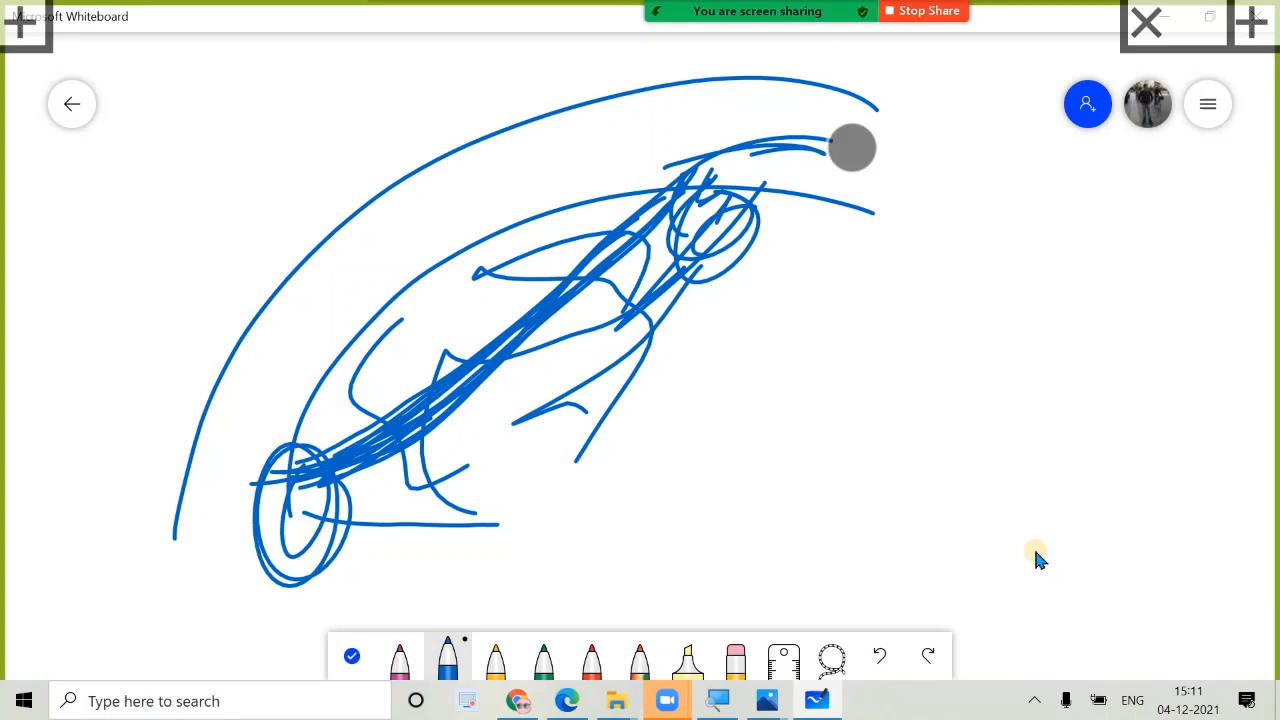 Microsoft Whiteboard
You are screen sharing
Stop Share
Type here to search
ENG
15:11
04-12-2021